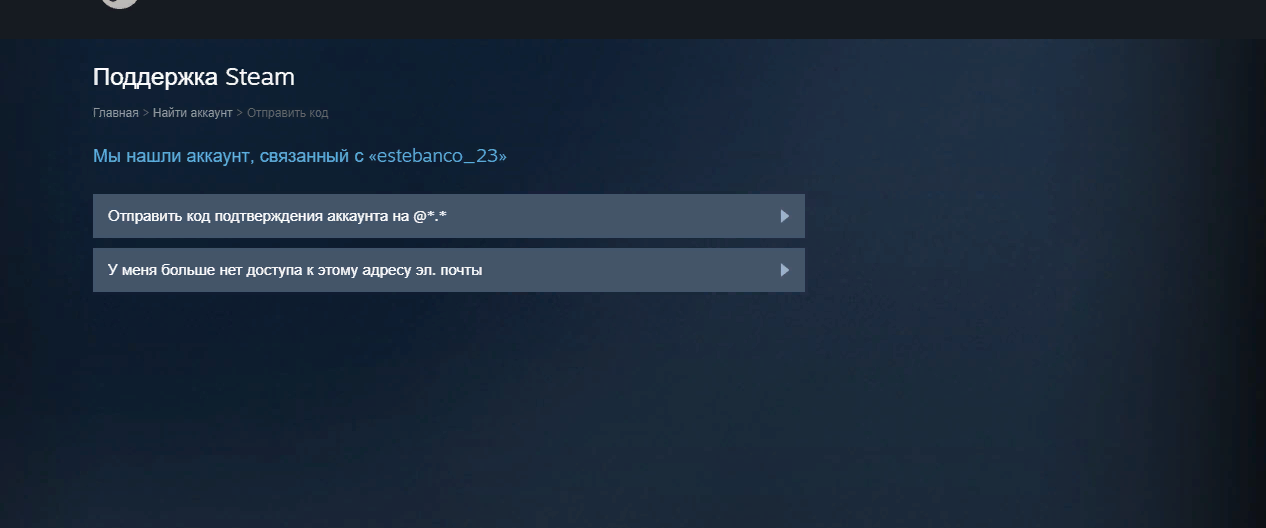 Поддержка Steam
Главная > Найти аккаунт > Отправить код
Мы нашли аккаунт, связанный с «estebanco_23»
Отправить код подтверждения аккаунта на @*.*
У меня больше нет доступа к этому адресу эл. почты